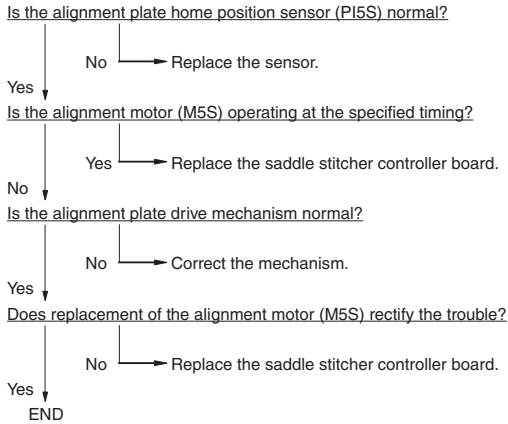 Is the alignment plate home position sensor (PI5S) normal?
No Replace the sensor.
Yes
Is the alignment motor (M5S) operating at the specified timing?
Yes Replace the saddle stitcher controller board.
No
Is the alignment plate drive mechanism normal?
No Correct the mechanism.
Yes
Does replacement of the alignment motor (M5S) rectify the trouble?
No Replace the saddle stitcher controller board.
Yes
END